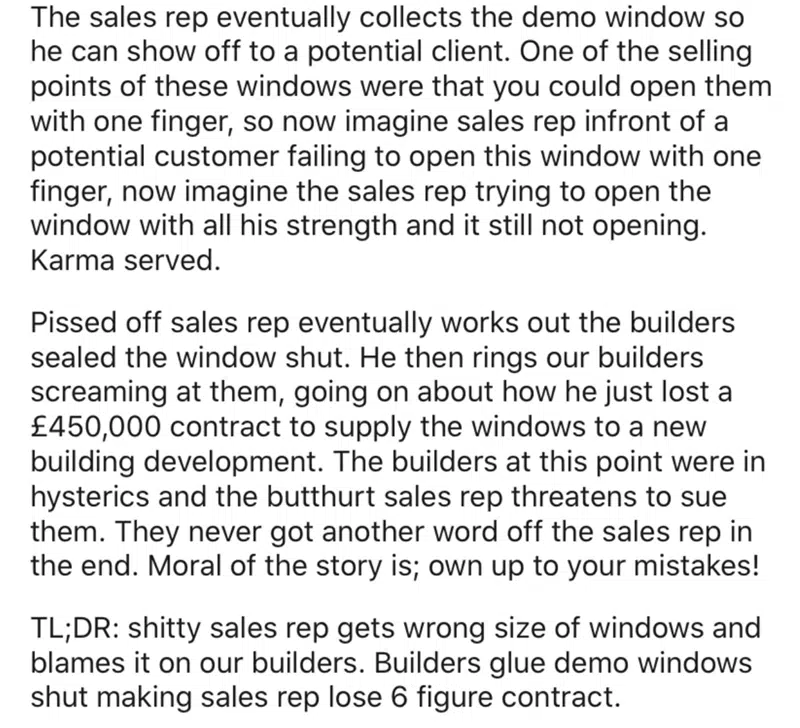 The sales rep eventually collects the demo window so
he can show off to a potential client. One of the selling
points of these windows were that you could open them
with one finger, so now imagine sales rep infront of a
potential customer failing to open this window with one
finger, now imagine the sales rep trying to open the
window with all his strength and it still not opening.
Karma served.
Pissed off sales rep eventually works out the builders
sealed the window shut. He then rings our builders
screaming at them, going on about how he just lost a
£450,000 contract to supply the windows to a new
building development. The builders at this point were in
hysterics and the butthurt sales rep threatens to sue
them. They never got another word off the sales rep in
the end. Moral of the story is; own up to your mistakes!
TL;DR: shitty sales rep gets wrong size of windows and
blames it on our builders. Builders glue demo windows
shut making sales rep lose 6 figure contract.